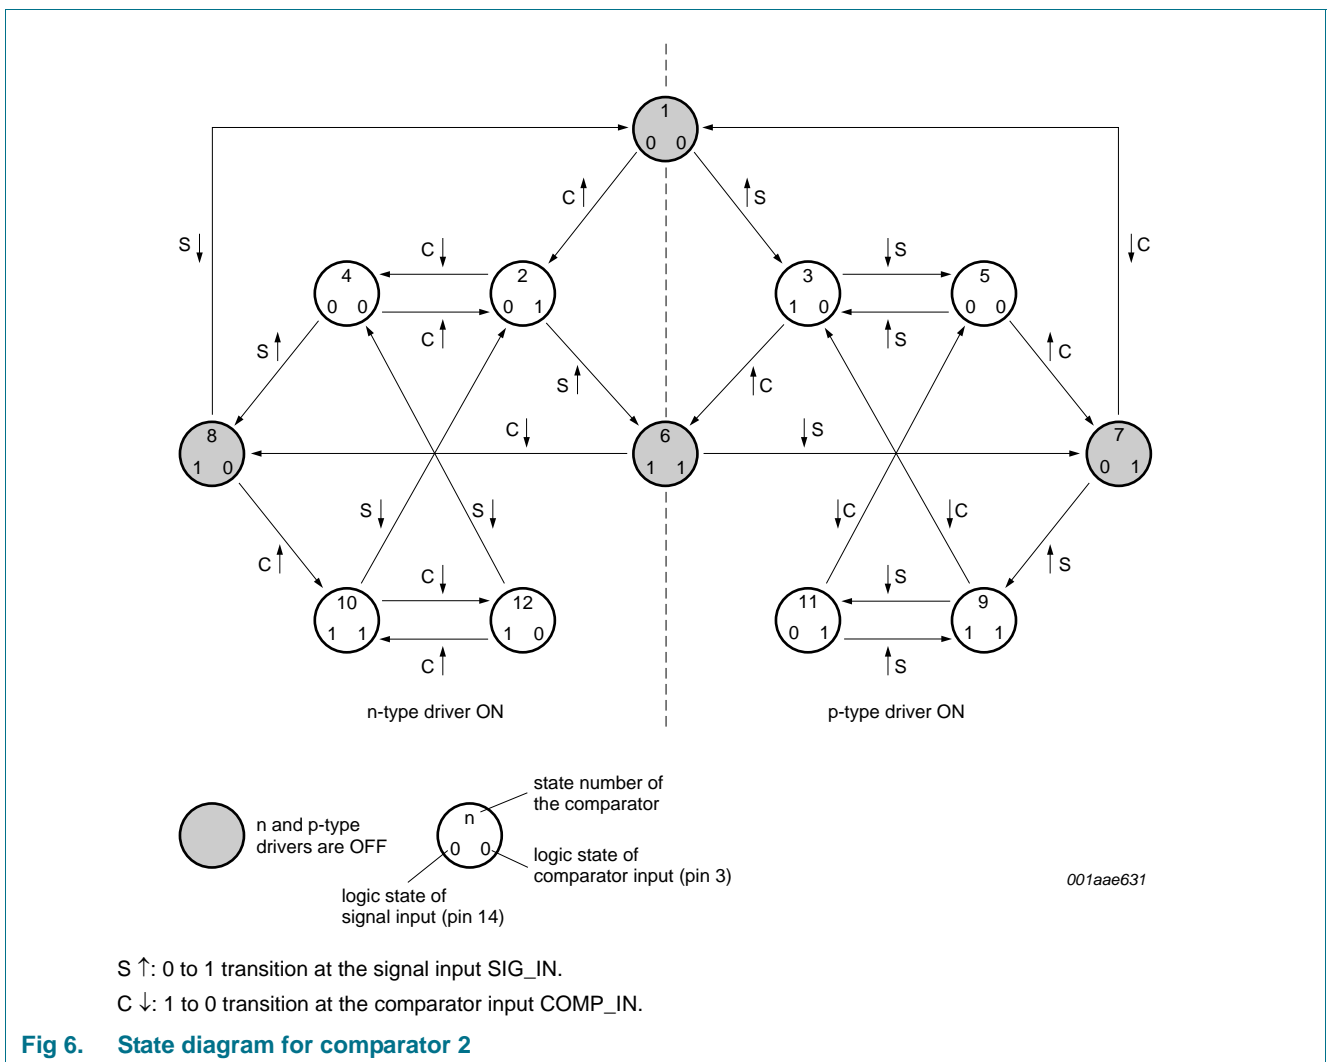 1
0 0
C ↑
↑ S
S ↓
↓ C
C ↓
↓ S
4
0 0
2
0 1
3
1 0
5
0 0
C ↑
↑ S
S ↑
S ↑
↑ C
↑ C
8
1 0
C ↓
6
1 1
↓ S
7
0 1
S ↓
S ↓
↓ C
↓ C
C ↑
C ↓
↓ S
↑ S
10
1 1
12
1 0
11
0 1
9
1 1
C ↑
↑ S
n-type driver ON
p-type driver ON
n and p-type
drivers are OFF
n
0 0
state number of
the comparator
logic state of
comparator input (pin 3)
logic state of
signal input (pin 14)
001aae631
S ↑: 0 to 1 transition at the signal input SIG_IN.
C ↓: 1 to 0 transition at the comparator input COMP_IN.
Fig 6. State diagram for comparator 2